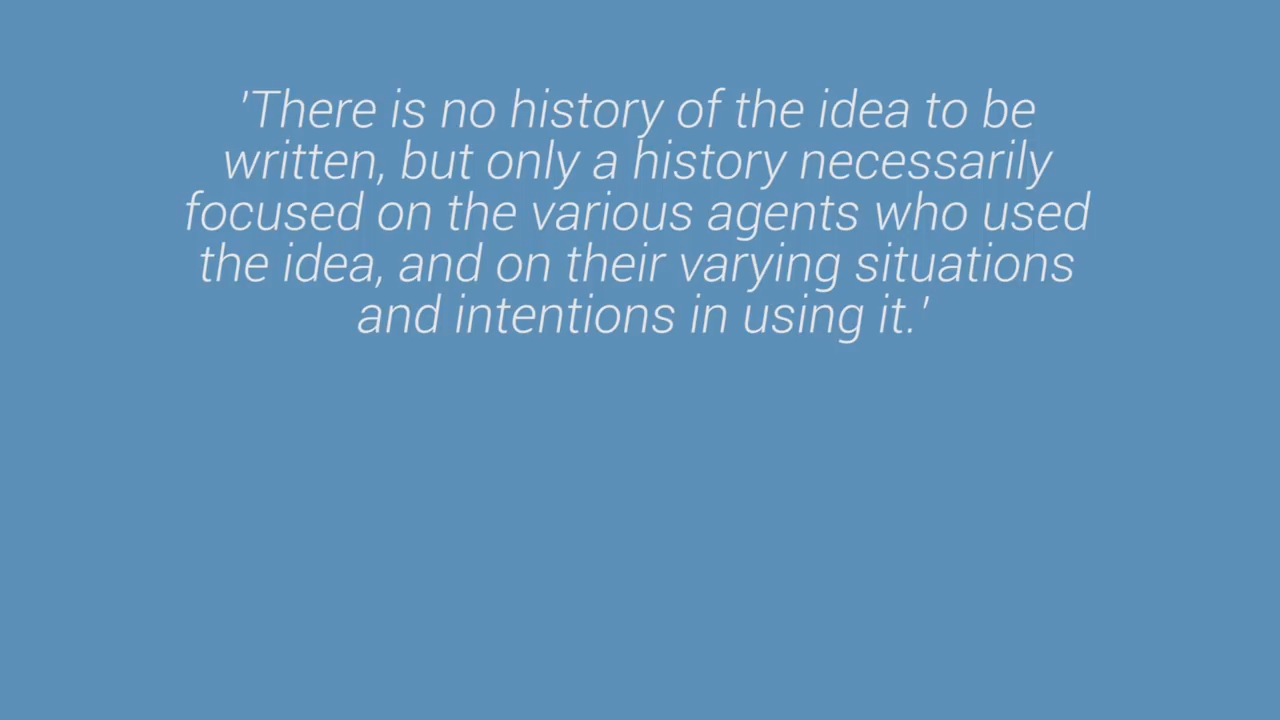 'There is no history of the idea to be
written, but only a history necessarily
focused on the various agents who used
the idea, and on their varying situations
and intentions in using it.'